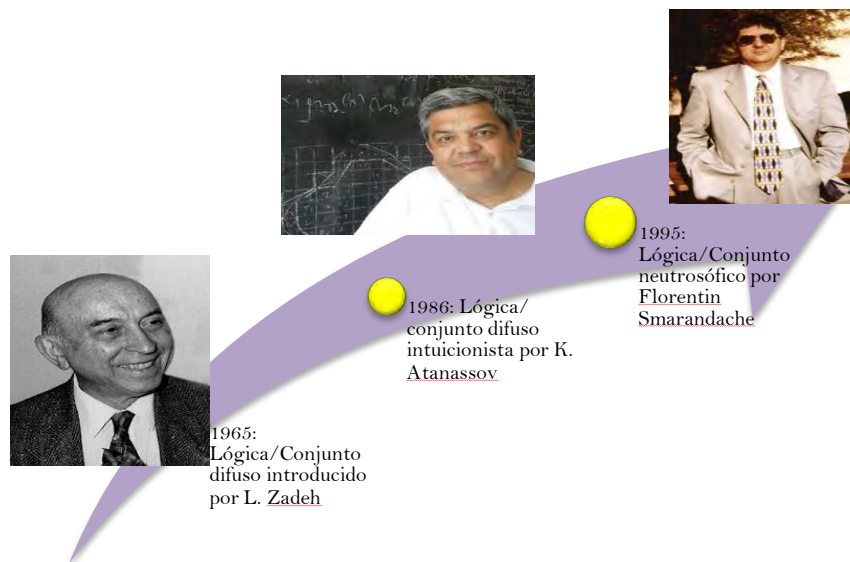 1995:
Lógica/Conjunto
neutrosófico por
Florentin
Smarandache
1986: Lógica/
conjunto difuso
intuicionista por K.
Atanassov
1965:
Lógica/Conjunto
difuso introducido
por L. Zadeh